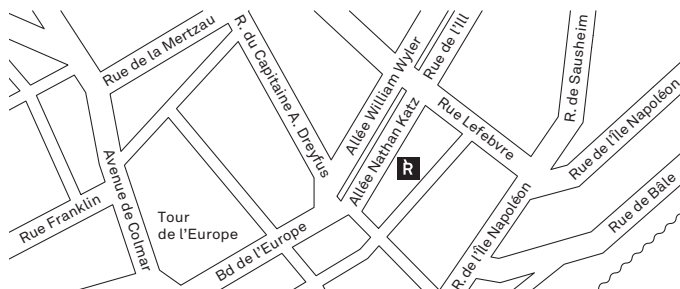 Rue de la Mertzau
R. du Capitaine A. Dreyfus
Allée William Wyler
Rue de l'Ill
Allée Nathan Katz
Rue Lefebvre
R. de Sausheim
Rue de l'Île Napoléon
Rue de Bâle
R. de l'Île Napoléon
R
Avenue de Colmar
Rue Franklin
Tour
de l'Europe
Bd de l'Europe